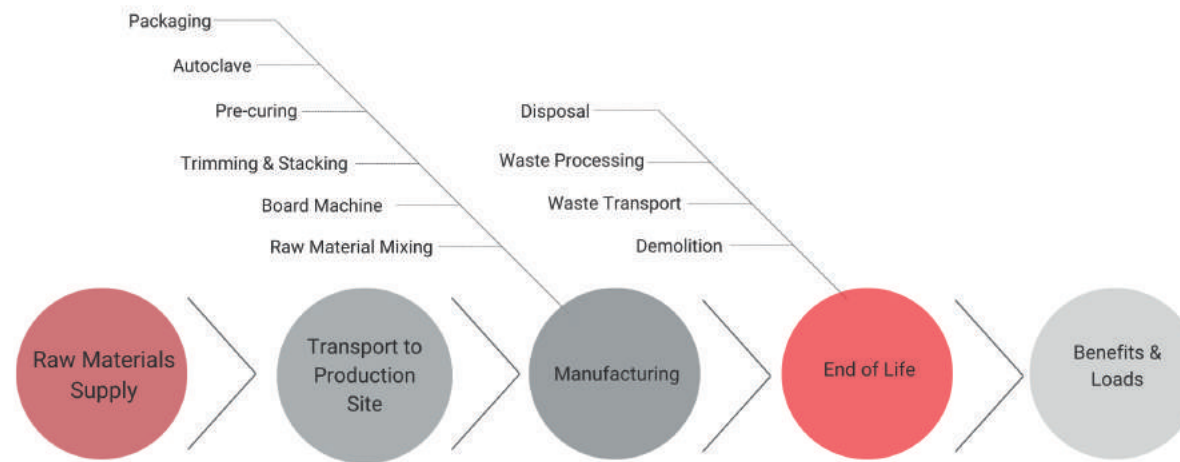 Packaging
Autoclave
Pre-curing
Trimming & Stacking
Board Machine
Raw Material Mixing
Disposal
Waste Processing
Waste Transport
Demolition
Raw Materials
Supply
Transport to
Production
Site
Manufacturing
End of Life
Benefits &
Loads